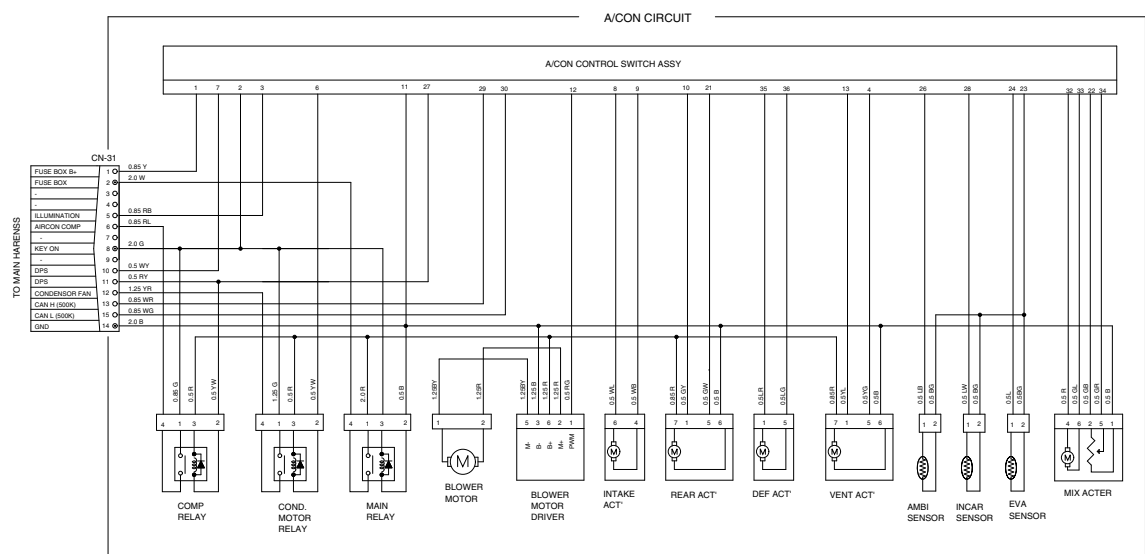 A/CON CIRCUIT
A/CON CONTROL SWITCH ASSY
1 7 2 3 6 11 27 29 30 12 8 9 10 21 35 36 13 4 26 28 24 23 32 33 22 34
TO MAIN HARENSS
CN-31
FUSE BOX B+ 1 0.85 Y
FUSE BOX 2 2.0 W
- 3
- 4
ILLUMINATION 5 0.85 RB
AIRCON COMP 6 0.85 RL
- 7
KEY ON 8 2.0 G
- 9
DPS 10 0.5 WY
DPS 11 0.5 RY
CONDENSOR FAN 12 1.25 YR
CAN H (500K) 13 0.85 WR
CAN L (500K) 15 0.85 WG
GND 14 2.0 B
0.85 G 0.5 R 0.5 YW
1.25 G 0.5 R 0.5 YW
2.0 R 0.5 B
1.25BY 1.25R
1.25BY 1.25 B 1.25 R 1.25 R 0.5 RG
0.5 WL 0.5 WB
0.85 R 0.5 GY 0.5 GW 0.5 B
0.5LR 0.5LG
0.85R 0.5YL 0.5YG 0.5B
0.5 LB 0.5 BG
0.5 LW 0.5 BG
0.5L 0.5BG
0.5 R 0.5 GL 0.5 GB 0.5 GR 0.5 B
4 1 3 2
4 1 3 2
4 1 3 2
1 2
5 3 6 2 1
6 4
7 1 5 6
1 5
7 1 5 6
1 2
1 2
1 2
4 6 2 5 1
M- B- B+ M+ PWM
M
M
M
M
M
M
COMP
RELAY
COND.
MOTOR
RELAY
MAIN
RELAY
BLOWER
MOTOR
BLOWER
MOTOR
DRIVER
INTAKE
ACT'
REAR ACT'
DEF ACT'
VENT ACT'
AMBI
SENSOR
INCAR
SENSOR
EVA
SENSOR
MIX ACTER